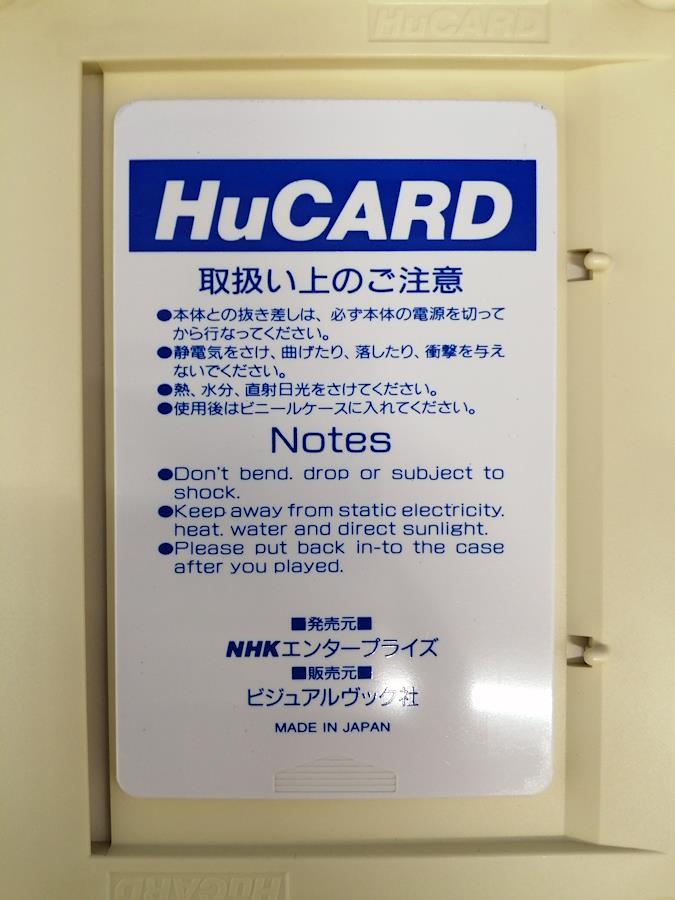 HuCARD
HuCARD
取扱い上のご注意
●本体との抜き差しは、必ず本体の電源を切って
から行なってください。
●静電気をさけ、曲げたり、落したり、衝撃を与え
ないでください。
●熱、水分、直射日光をさけてください。
●使用後はビニールケースに入れてください。
Notes
●Don't bend. drop or subject to
shock.
●Keep away from static electricity.
heat. water and direct sunlight.
●Please put back in-to the case
after you played.
■発売元■
NHKエンタープライズ
■販売元■
ビジュアルヴック社
MADE IN JAPAN
HuCARD